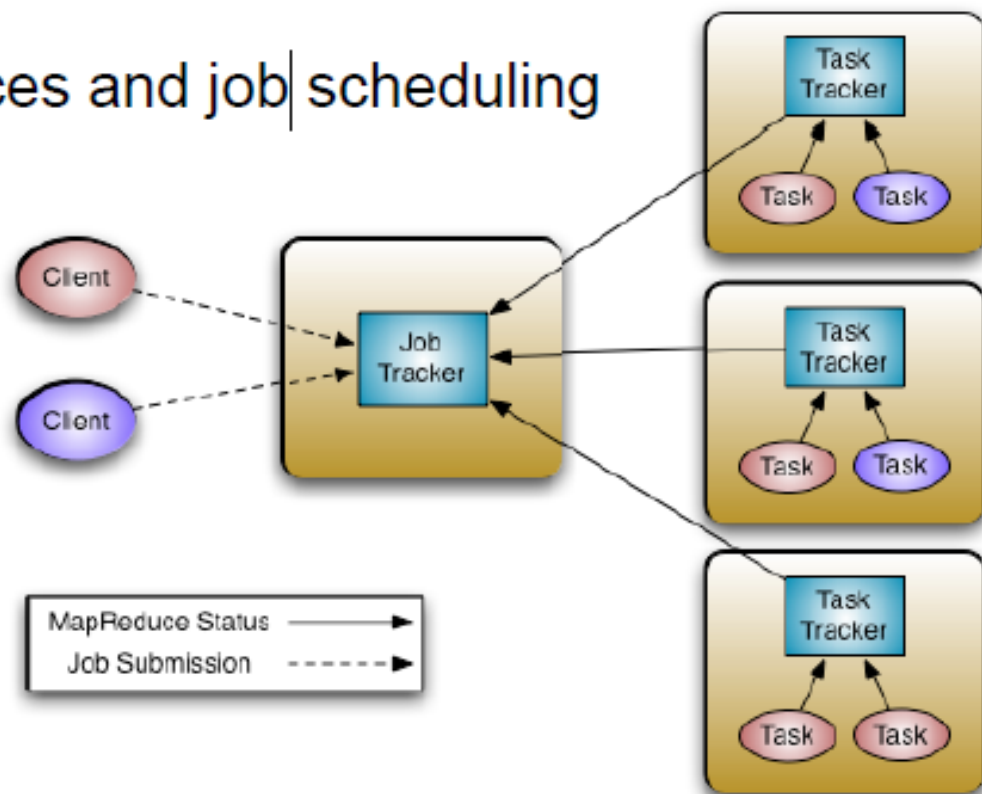 and job scheduling
Task
Tracker
Task
Task
Client
Job
Tracker
Client
Task
Tracker
Task
Task
MapReduce Status
Job Submission
Task
Tracker
Task
Task